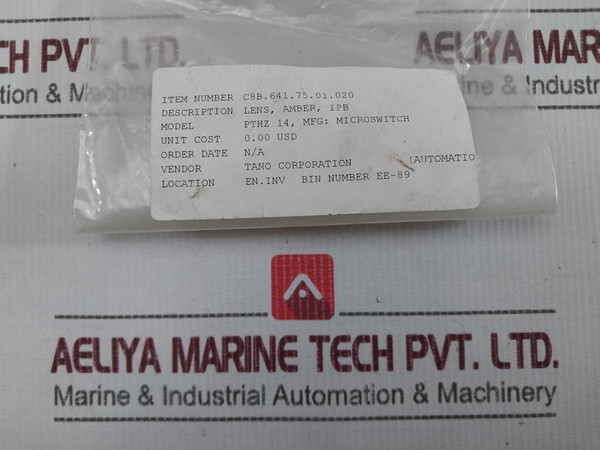 CH PVT. LTD.
AELIYA MAR
tion & M
ne & Industr
ITEM NUMBER C8B.641.75.01.020
DESCRIPTION LENS, AMBER, IPB
MODEL PTHZ 14, MFG: MICROSWITCH
UNIT COST 0.00 USD
ORDER DATE N/A
VENDOR TANO CORPORATION (AUTOMATIO
LOCATION EN.INV BIN NUMBER EE-89
AELIYA MARINE TECH PVT. LTD.
Marine & Industrial Automation & Machinery